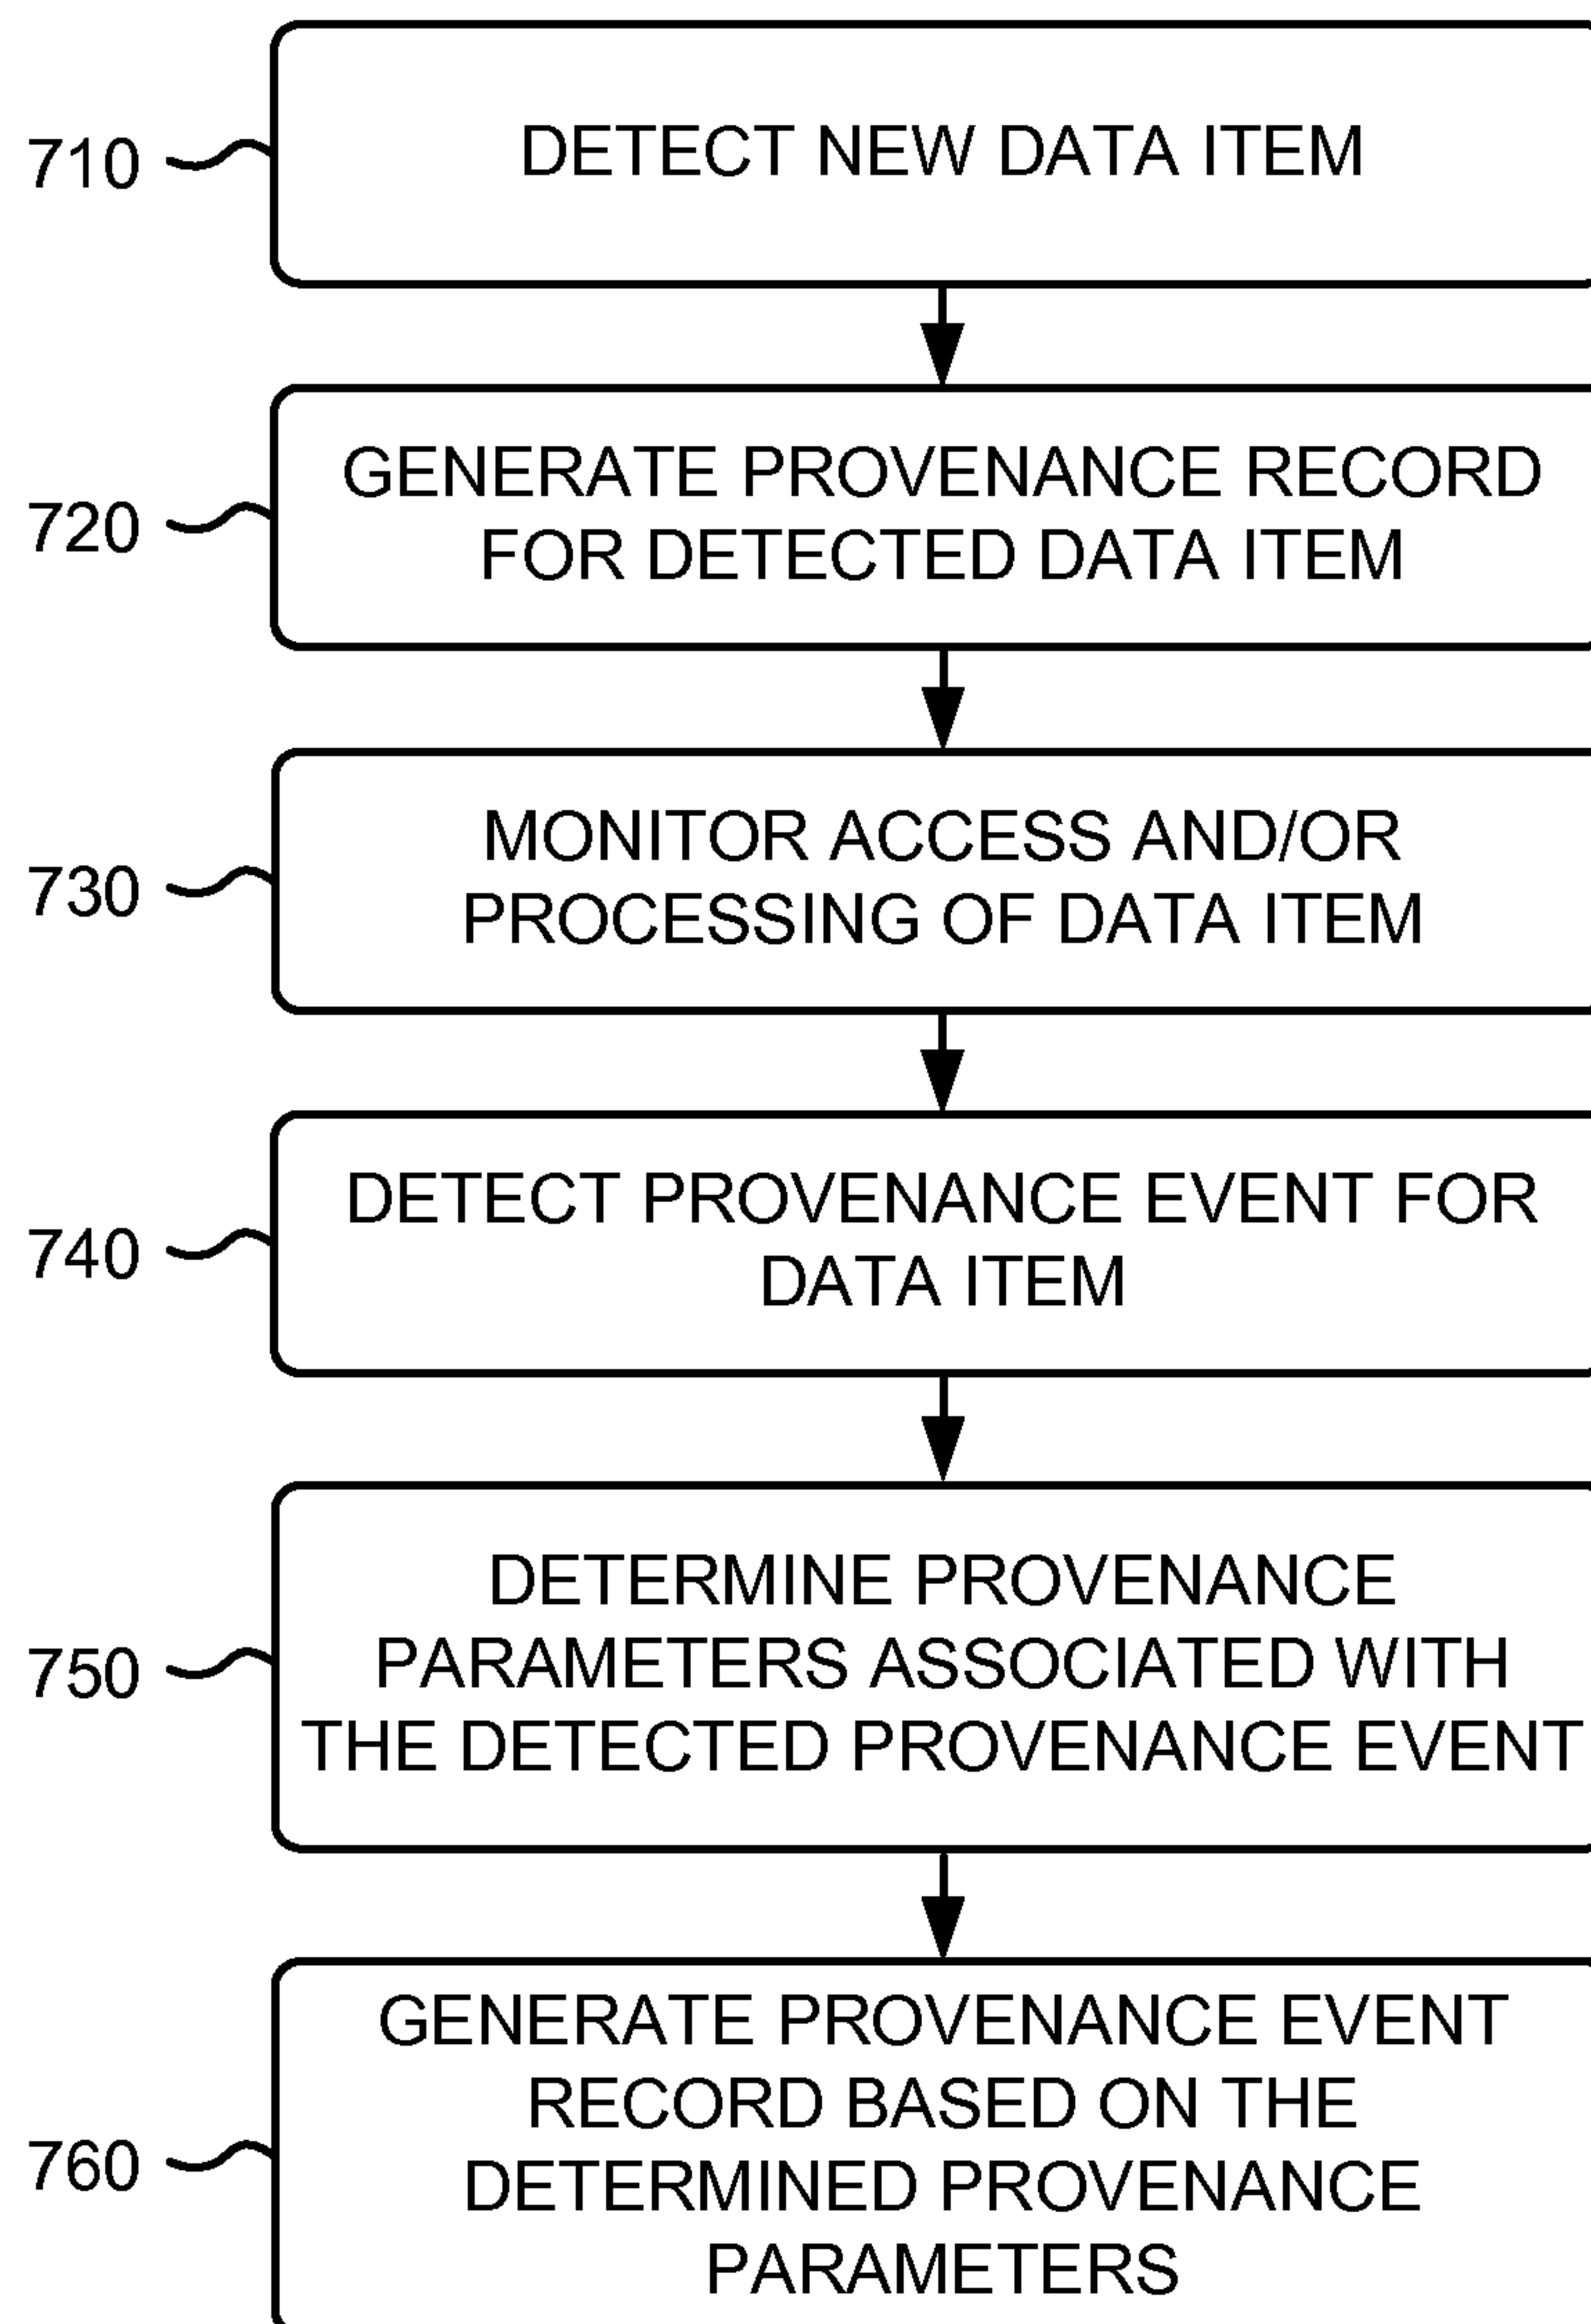 710
DETECT NEW DATA ITEM
720
GENERATE PROVENANCE RECORD
FOR DETECTED DATA ITEM
730
MONITOR ACCESS AND/OR
PROCESSING OF DATA ITEM
740
DETECT PROVENANCE EVENT FOR
DATA ITEM
750
DETERMINE PROVENANCE
PARAMETERS ASSOCIATED WITH
THE DETECTED PROVENANCE EVENT
760
GENERATE PROVENANCE EVENT
RECORD BASED ON THE
DETERMINED PROVENANCE
PARAMETERS